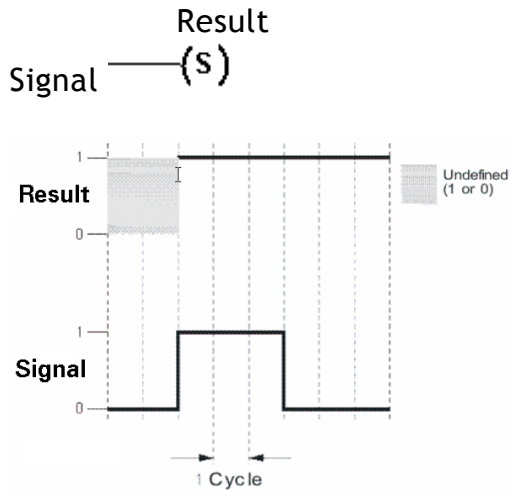 Result
Signal
(S)
1
Result
0
Undefined
(1 or 0)
1
Signal
0
1 Cycle